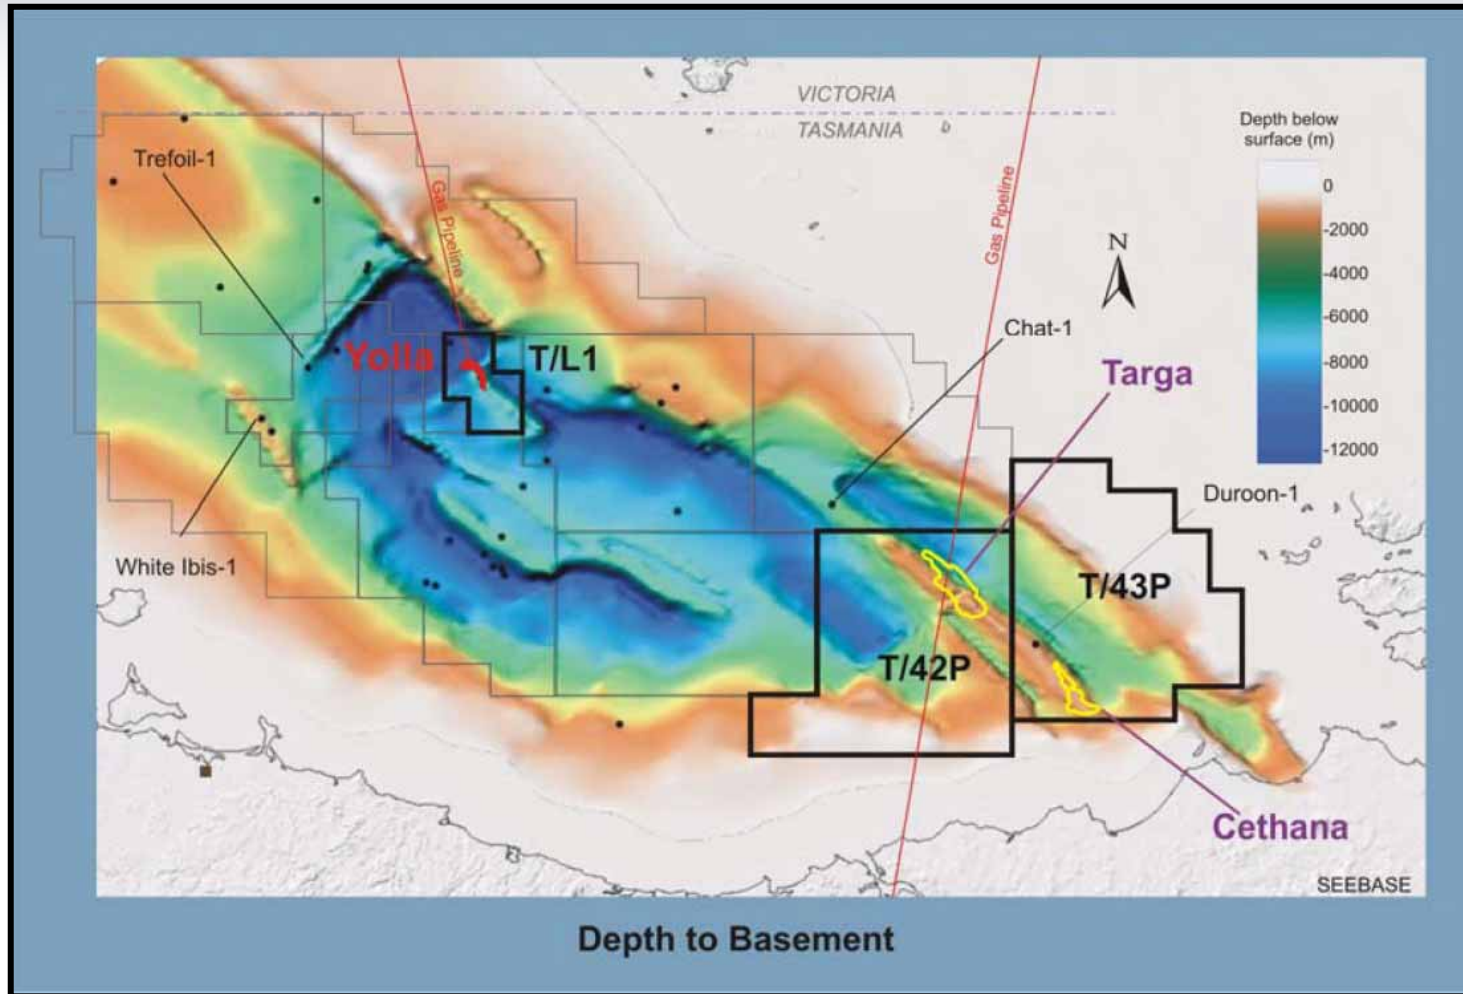 VICTORIA
TASMANIA
Depth below
surface (m)
0
-2000
-4000
-6000
-8000
-10000
-12000
Trefoil-1
Gas Pipeline
Gas Pipeline
N
Chat-1
Yolla
T/L1
Targa
Duroon-1
White Ibis-1
T/43P
T/42P
Cethana
SEEBASE
Depth to Basement